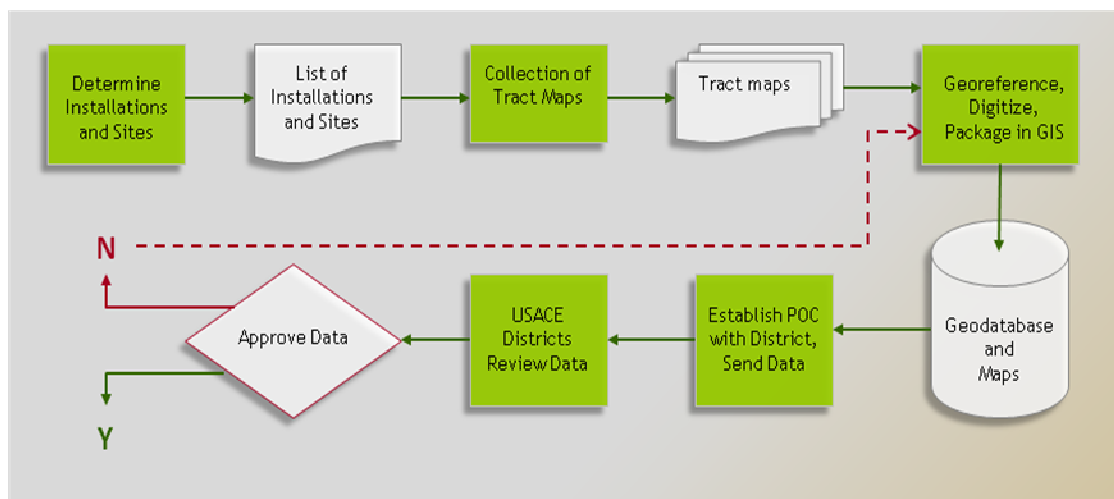 Determine
Installations
and Sites
List of
Installations
and Sites
Collection of
Tract Maps
Tract maps
Georeference,
Digitize,
Package in GIS
N
Approve Data
USACE
Districts
Review Data
Establish POC
with District,
Send Data
Geodatabase
and
Maps
Y